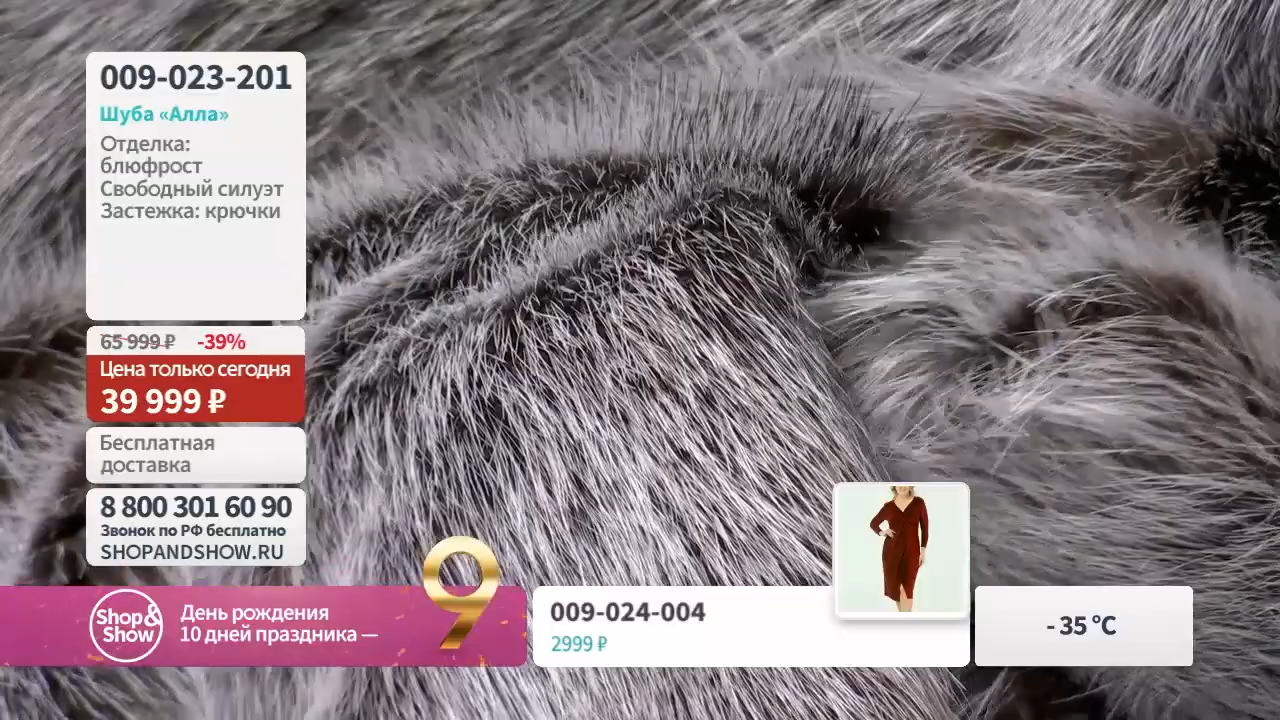 009-023-201
Шуба «Алла»
Отделка:
блюфрост
Свободный силуэт
Застежка: крючки
65 999 ₽ -39%
Цена только сегодня
39 999 ₽
Бесплатная
доставка
8 800 301 60 90
Звонок по РФ бесплатно
SHOPANDSHOW.RU
Shop&
Show
День рождения
10 дней праздника —
9
009-024-004
2999 ₽
- 35 °C